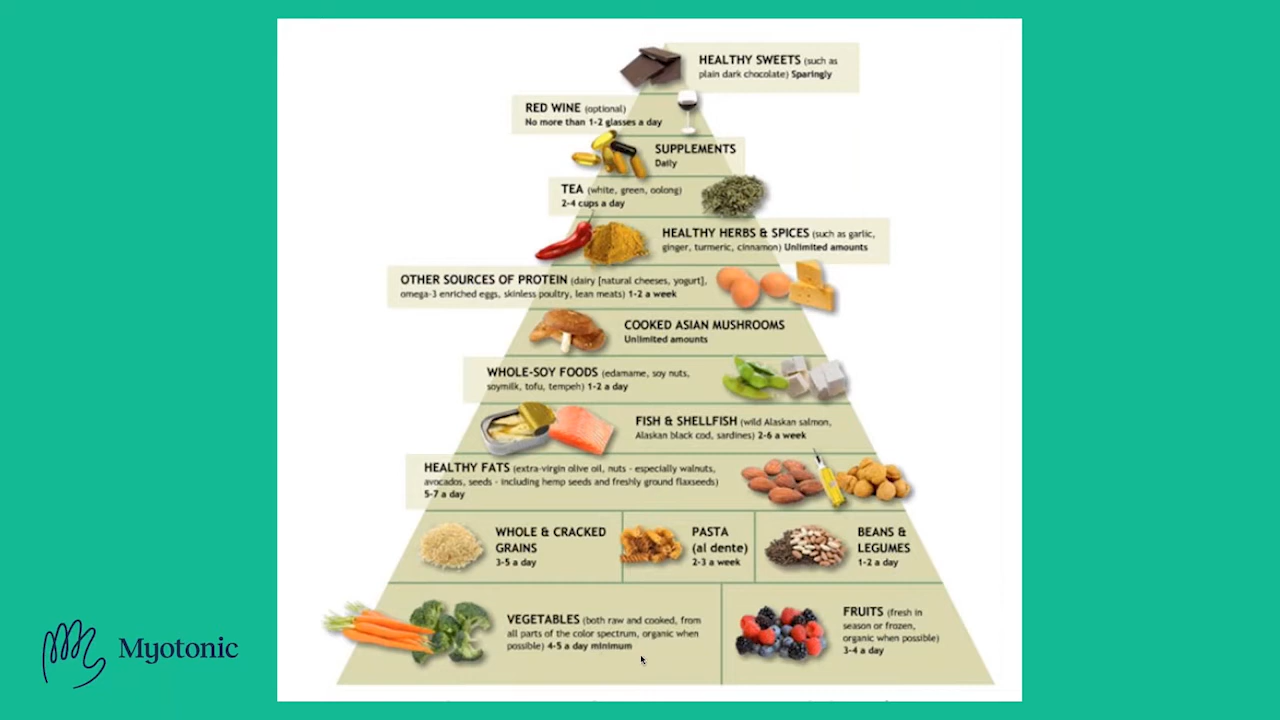 HEALTHY SWEETS (such as
plain dark chocolate) Sparingly
RED WINE (optional)
No more than 1-2 glasses a day
SUPPLEMENTS
Daily
TEA (white, green, oolong)
2-4 cups a day
HEALTHY HERBS & SPICES (such as garlic,
ginger, turmeric, cinnamon) Unlimited amounts
OTHER SOURCES OF PROTEIN (dairy [natural cheeses, yogurt],
omega-3 enriched eggs, skinless poultry, lean meats) 1-2 a week
COOKED ASIAN MUSHROOMS
Unlimited amounts
WHOLE-SOY FOODS (edamame, soy nuts,
soymilk, tofu, tempeh) 1-2 a day
FISH & SHELLFISH (wild Alaskan salmon,
Alaskan black cod, sardines) 2-6 a week
HEALTHY FATS (extra-virgin olive oil, nuts - especially walnuts,
avocados, seeds - including hemp seeds and freshly ground flaxseeds)
5-7 a day
WHOLE & CRACKED
GRAINS
3-5 a day
PASTA
(al dente)
2-3 a week
BEANS &
LEGUMES
1-2 a day
VEGETABLES (both raw and cooked, from
all parts of the color spectrum, organic when
possible) 4-5 a day minimum
FRUITS (fresh in
season or frozen,
organic when possible)
3-4 a day
Myotonic